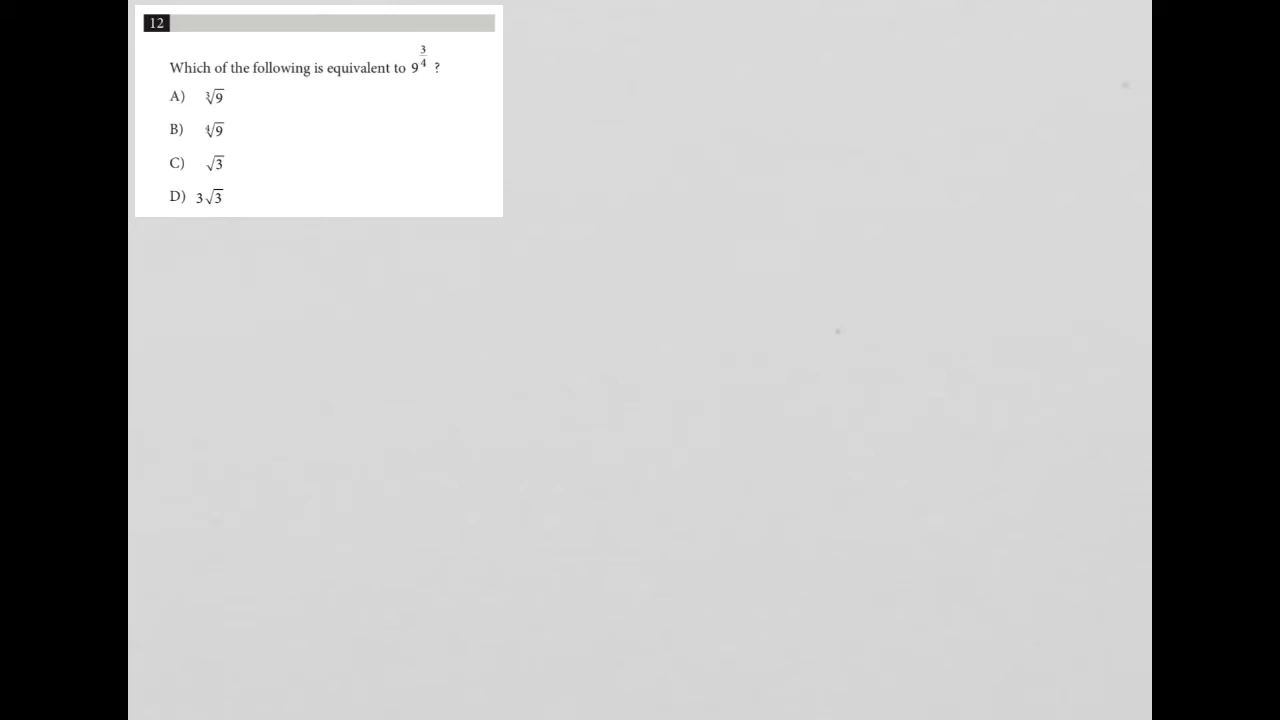 12
Which of the following is equivalent to 9^{3/4} ?
A) ∛9
B) ∜9
C) √3
D) 3√3